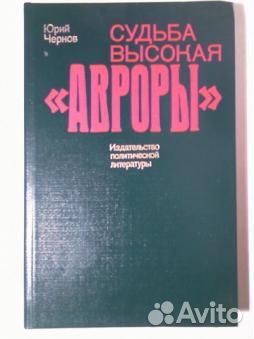 Юрий
Чернов
СУДЬБА
ВЫСОКАЯ
«АВРОРЫ»
Издательство
политической
литературы
Avito